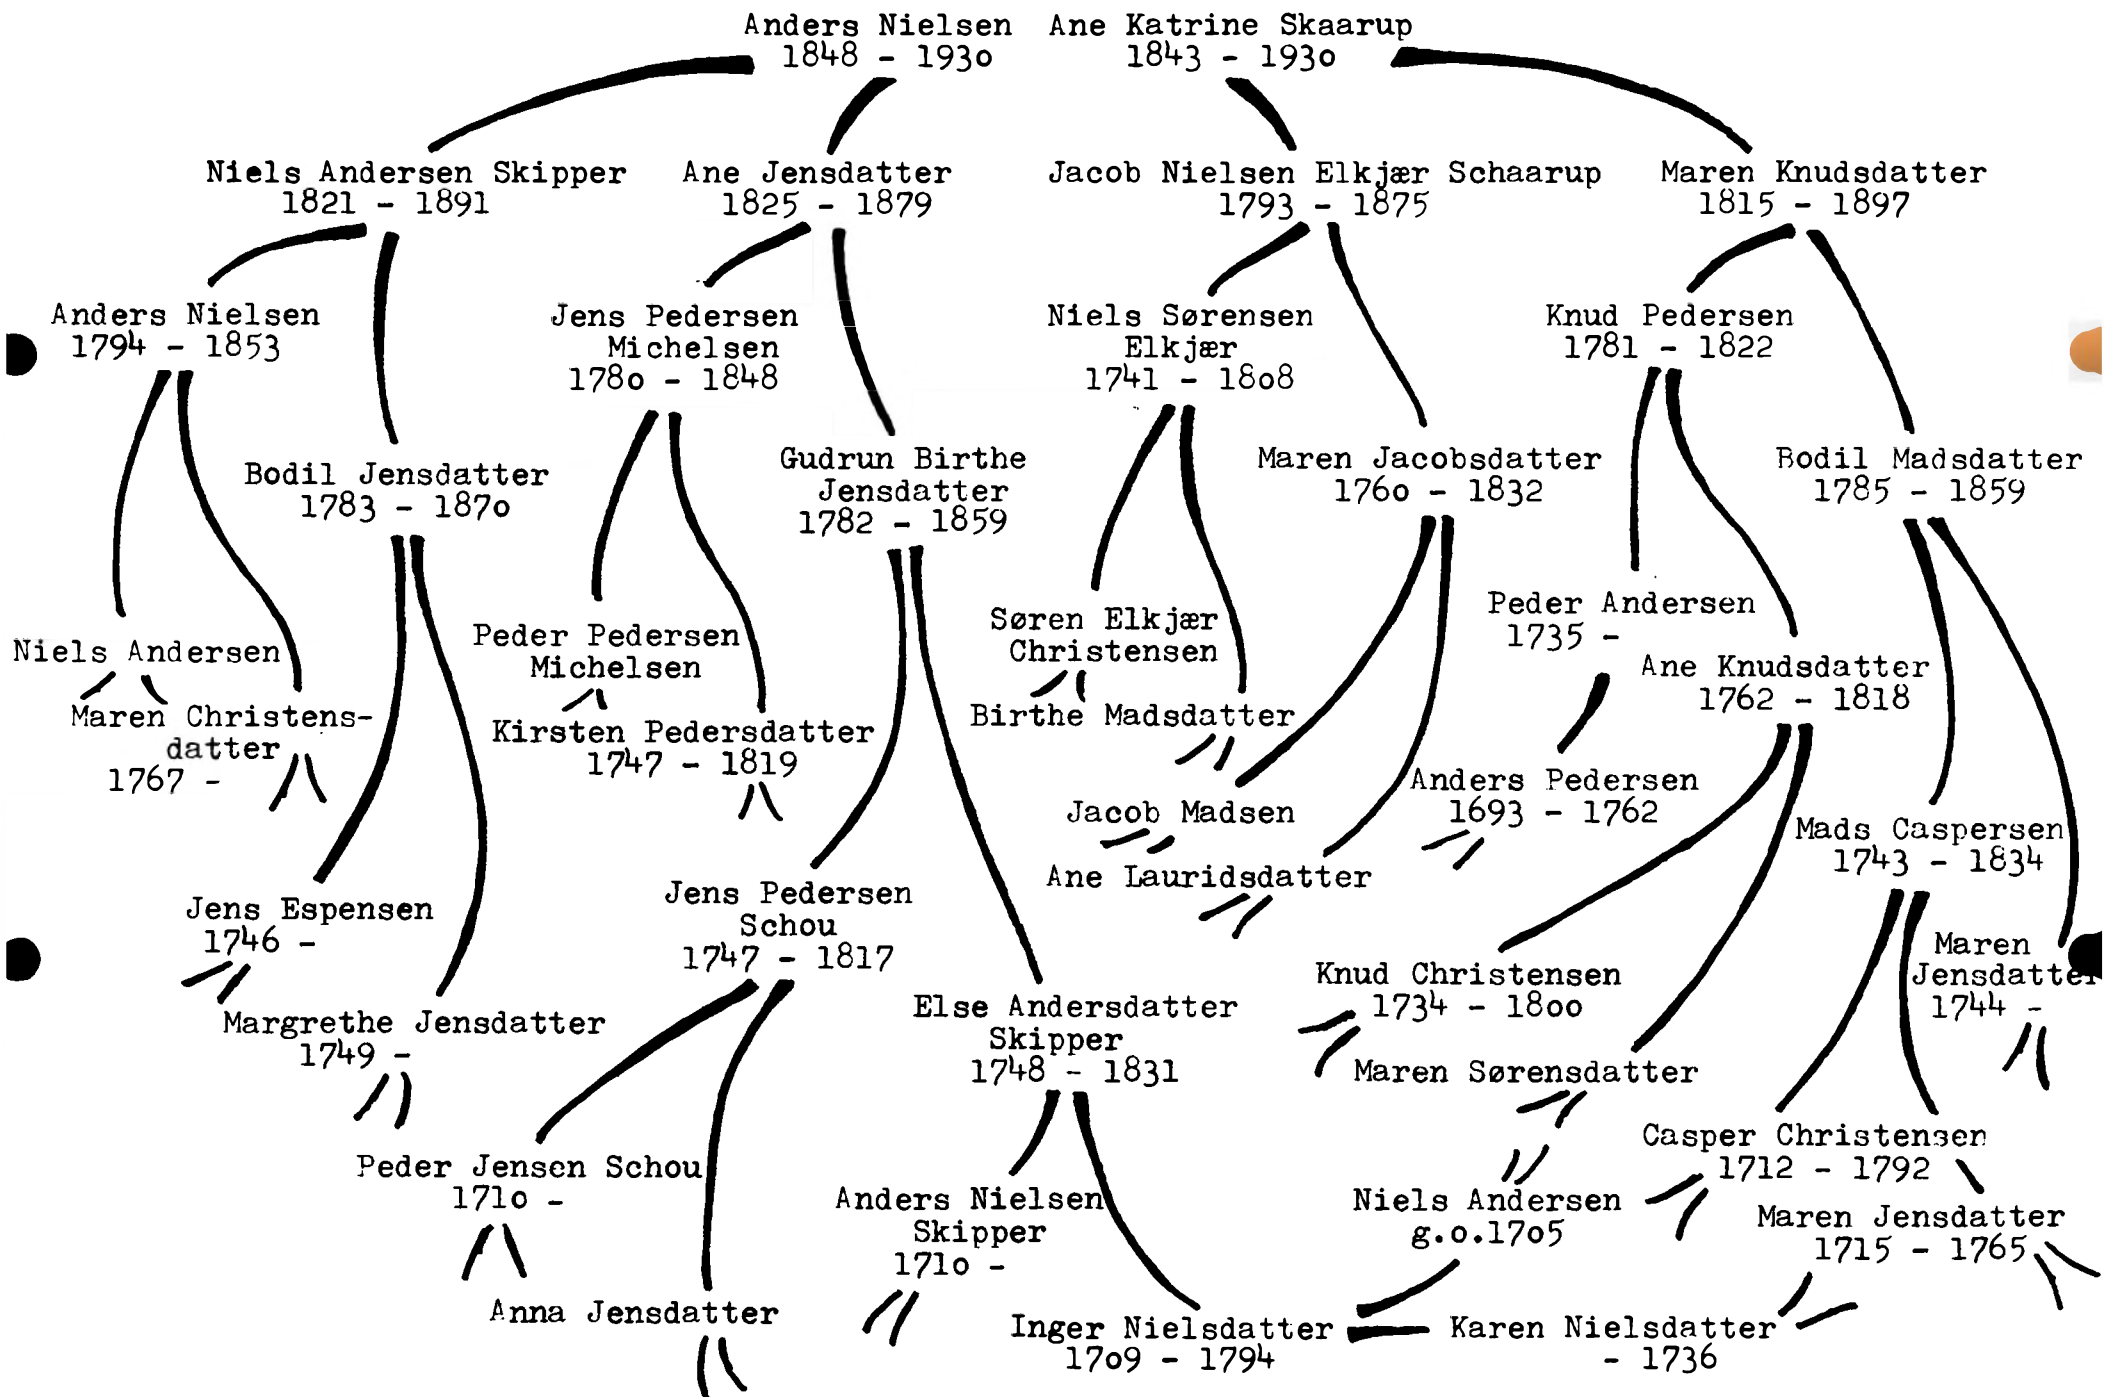 Anders Nielsen
1848 - 1930
Ane Katrine Skaarup
1843 - 1930
Niels Andersen Skipper
1821 - 1891
Ane Jensdatter
1825 - 1879
Jacob Nielsen Elkjær Schaarup
1793 - 1875
Maren Knudsdatter
1815 - 1897
Anders Nielsen
1794 - 1853
Jens Pedersen
Michelsen
1780 - 1848
Niels Sørensen
Elkjær
1741 - 1808
Knud Pedersen
1781 - 1822
Bodil Jensdatter
1783 - 1870
Gudrun Birthe
Jensdatter
1782 - 1859
Maren Jacobsdatter
1760 - 1832
Bodil Madsdatter
1785 - 1859
Niels Andersen
Maren Christens-
datter
1767 -
Peder Pedersen
Michelsen
Kirsten Pedersdatter
1747 - 1819
Søren Elkjær
Christensen
Birthe Madsdatter
Peder Andersen
1735 -
Ane Knudsdatter
1762 - 1818
Jacob Madsen
Ane Lauridsdatter
Anders Pedersen
1693 - 1762
Mads Caspersen
1743 - 1834
Jens Espensen
1746 -
Margrethe Jensdatter
1749 -
Jens Pedersen
Schou
1747 - 1817
Else Andersdatter
Skipper
1748 - 1831
Knud Christensen
1734 - 1800
Maren Sørensdatter
Maren
Jensdatter
1744 -
Peder Jensen Schou
1710 -
Anna Jensdatter
Anders Nielsen
Skipper
1710 -
Inger Nielsdatter
1709 - 1794
Niels Andersen
g.o.1705
Casper Christensen
1712 - 1792
Maren Jensdatter
1715 - 1765
Karen Nielsdatter
- 1736